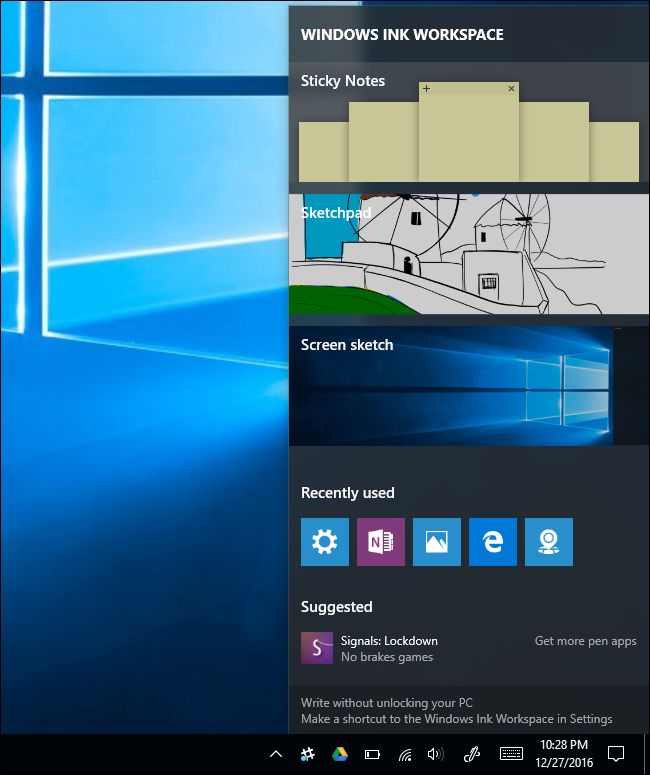 WINDOWS INK WORKSPACE
Sticky Notes
Sketchpad
Screen sketch
Recently used
N
Suggested
S
Signals: Lockdown
No brakes games
Get more pen apps
Write without unlocking your PC
Make a shortcut to the Windows Ink Workspace in Settings
10:28 PM
12/27/2016